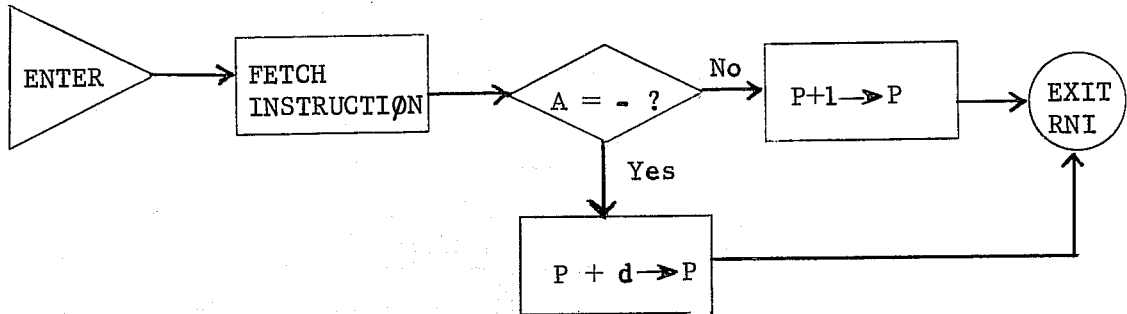 ENTER
FETCH
INSTRUCTIØN
A = - ?
No
P+1→P
EXIT
RNI
Yes
P + d→P